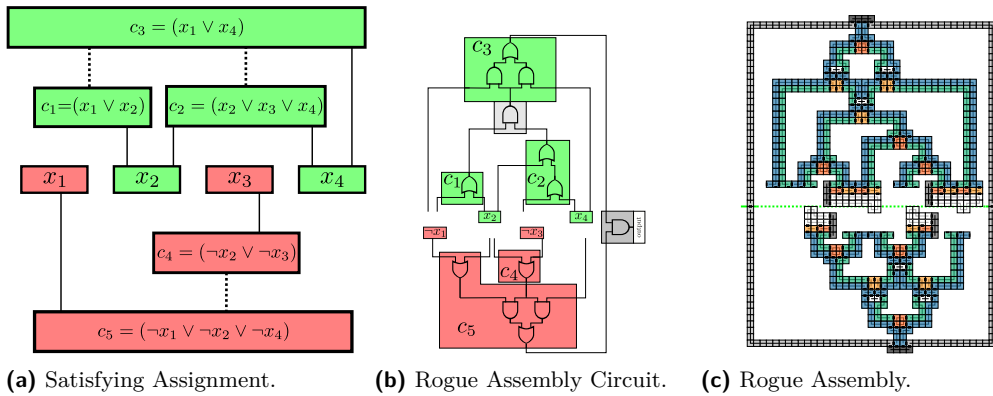 c₃ = (x₁ ∨ x₄)
c₁=(x₁ ∨ x₂)
c₂ = (x₂ ∨ x₃ ∨ x₄)
x₁
x₂
x₃
x₄
c₄ = (¬x₂ ∨ ¬x₃)
c₅ = (¬x₁ ∨ ¬x₂ ∨ ¬x₄)
(a) Satisfying Assignment.
c₃
c₁
c₂
x₂
x₄
¬x₁
¬x₃
output
c₄
c₅
(b) Rogue Assembly Circuit.
(c) Rogue Assembly.